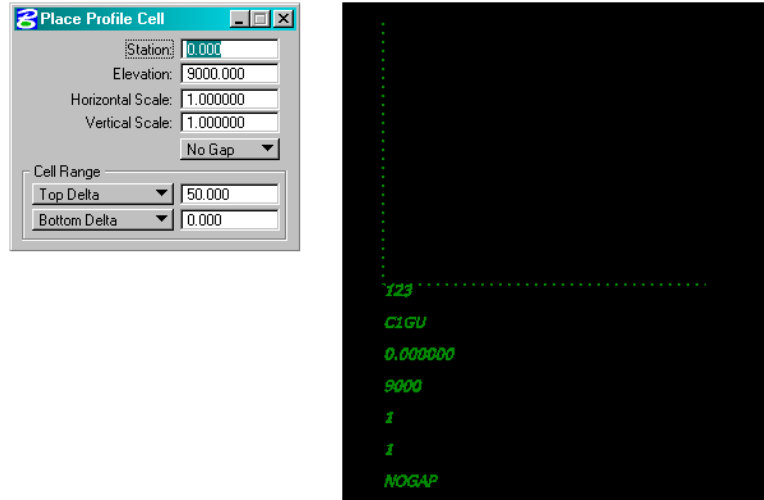 Place Profile Cell
Station: 0.000
Elevation: 9000.000
Horizontal Scale: 1.000000
Vertical Scale: 1.000000
No Gap
Cell Range
Top Delta 50.000
Bottom Delta 0.000
123
C1GU
0.000000
9000
1
1
NOGAP